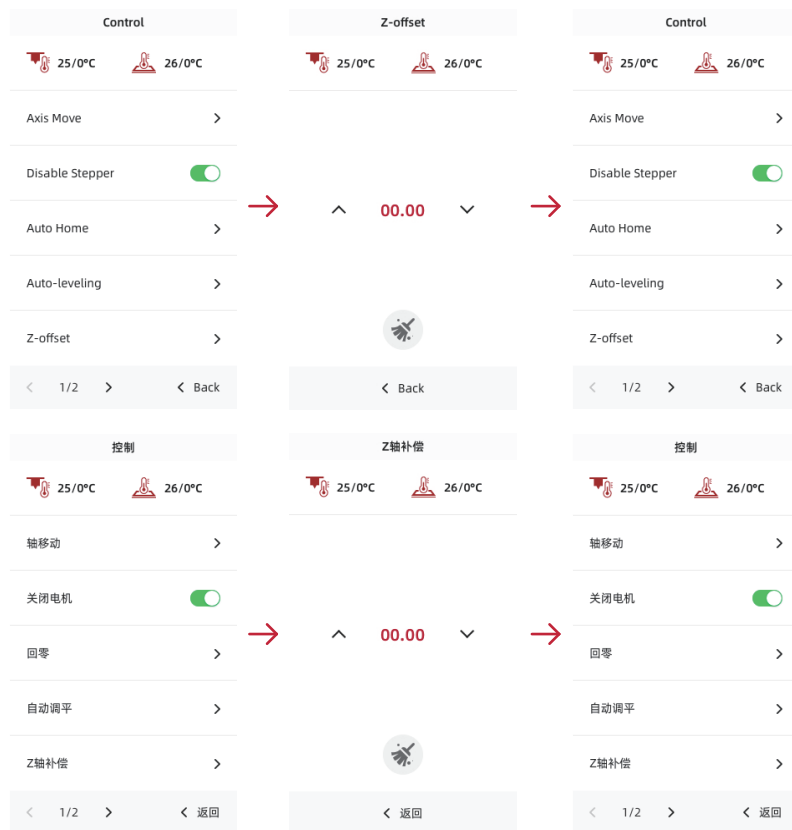 Control
25/0℃ 26/0℃
Axis Move
Disable Stepper
Auto Home
Auto-leveling
Z-offset
1/2 Back
Z-offset
25/0℃ 26/0℃
00.00
Back
Control
25/0℃ 26/0℃
Axis Move
Disable Stepper
Auto Home
Auto-leveling
Z-offset
1/2 Back
控制
25/0℃ 26/0℃
轴移动
关闭电机
回零
自动调平
Z轴补偿
1/2 返回
Z轴补偿
25/0℃ 26/0℃
00.00
返回
控制
25/0℃ 26/0℃
轴移动
关闭电机
回零
自动调平
Z轴补偿
1/2 返回